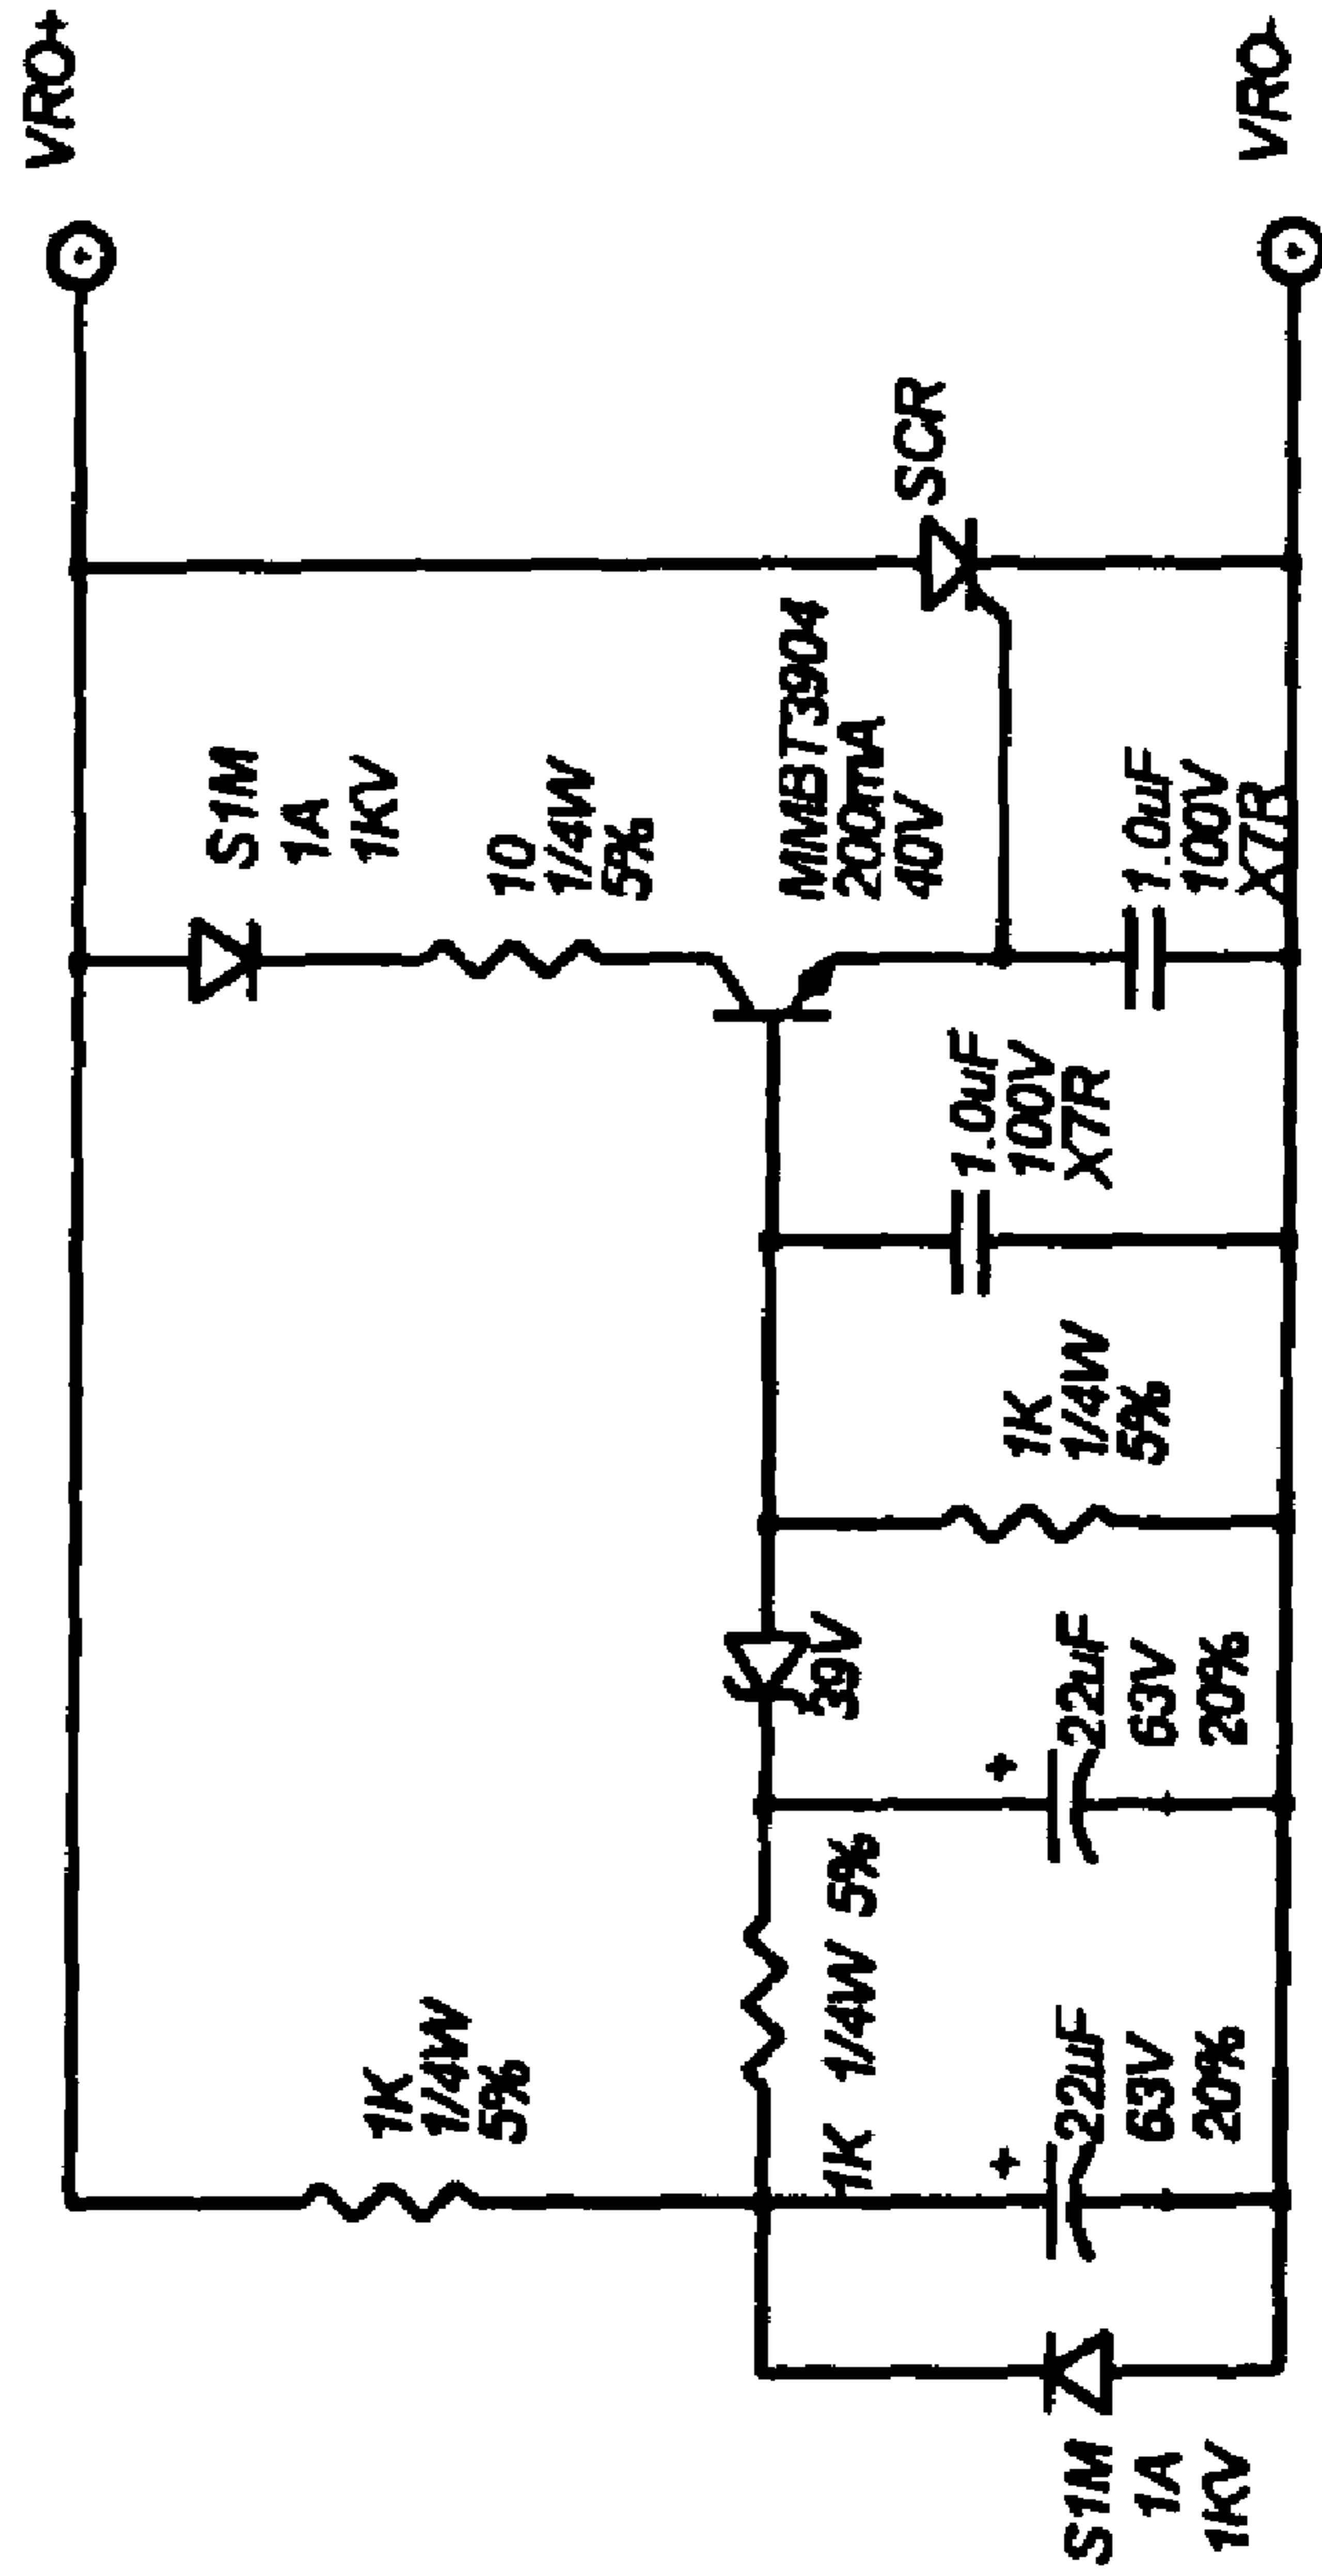 VRO+
S1M
1A
1KV
10
1/4W
5%
SCR
MMBT3904
200mA
40V
1K
1/4W
5%
39V
1K 1/4W 5%
1.0uF
100V
X7R
1.0uF
100V
X7R
1K
1/4W
5%
+
22uF
63V
20%
+
22uF
63V
20%
S1M
1A
1KV
VRO-